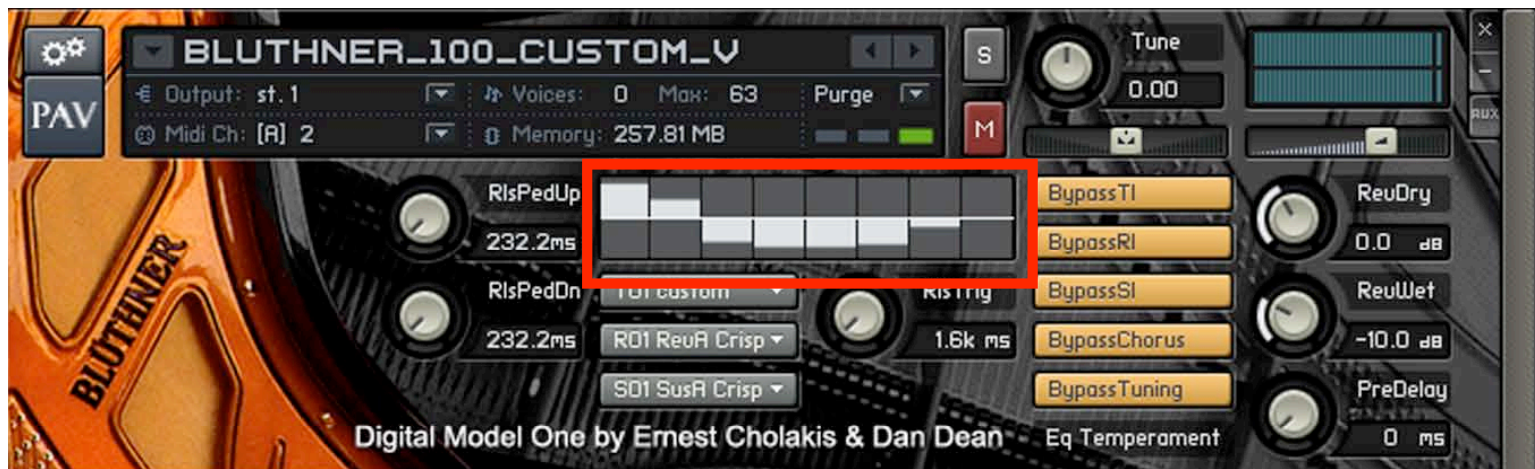 BLUTHNER_100_CUSTOM_V
S
Tune
×
−
Output: st. 1
Voices: 0 Max: 63
Purge
0.00
AUX
PAV
Midi Ch: [A] 2
Memory: 257.81 MB
M
RlsPedUp
BypassTI
RevDry
232.2ms
BypassRI
0.0 dB
RlsPedDn
T01 custom
RlsTrig
BypassSI
RevWet
232.2ms
R01 RevA Crisp
1.6k ms
BypassChorus
-10.0 dB
BLUTHNER
S01 SusA Crisp
BypassTuning
PreDelay
Digital Model One by Ernest Cholakis & Dan Dean
Eq Temperament
0 ms